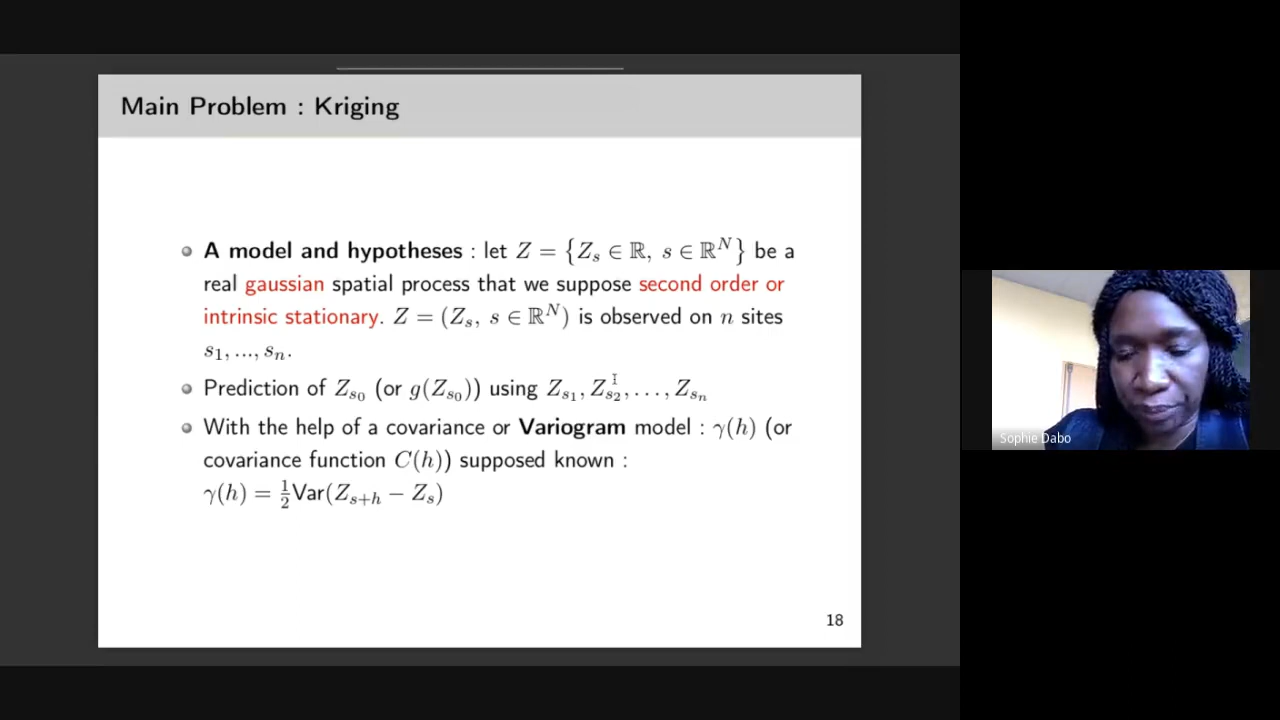 Main Problem : Kriging
A model and hypotheses : let Z = {Z_s ∈ ℝ, s ∈ ℝ^N} be a
real gaussian spatial process that we suppose second order or
intrinsic stationary. Z = (Z_s, s ∈ ℝ^N) is observed on n sites
s_1, ..., s_n.
Prediction of Z_{s_0} (or g(Z_{s_0})) using Z_{s_1}, Z_{s_2}, . . . , Z_{s_n}
With the help of a covariance or Variogram model : γ(h) (or
covariance function C(h)) supposed known :
γ(h) = ½Var(Z_{s+h} − Z_s)
18
Sophie Dabo